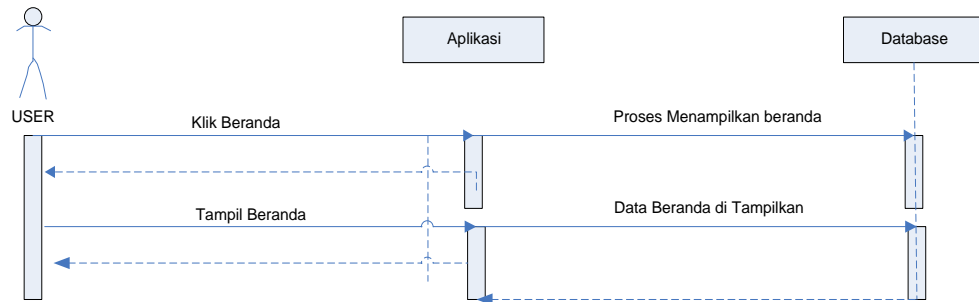 Aplikasi
Database
USER
Klik Beranda
Proses Menampilkan beranda
Tampil Beranda
Data Beranda di Tampilkan